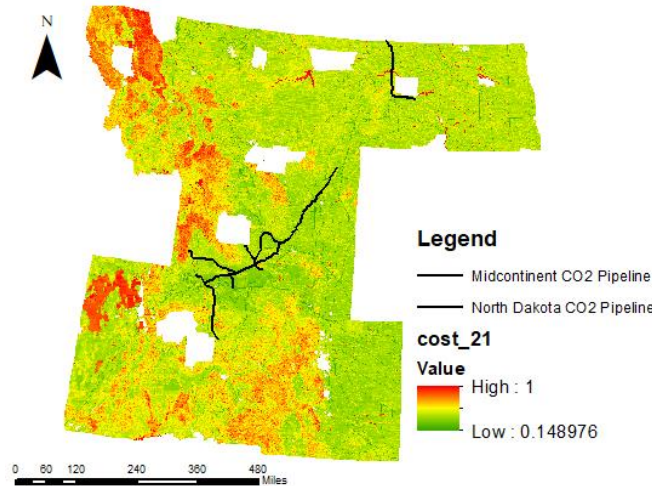 N
Legend
Midcontinent CO2 Pipeline
North Dakota CO2 Pipeline
cost_21
Value
High : 1
Low : 0.148976
0 60 120 240 360 480
Miles